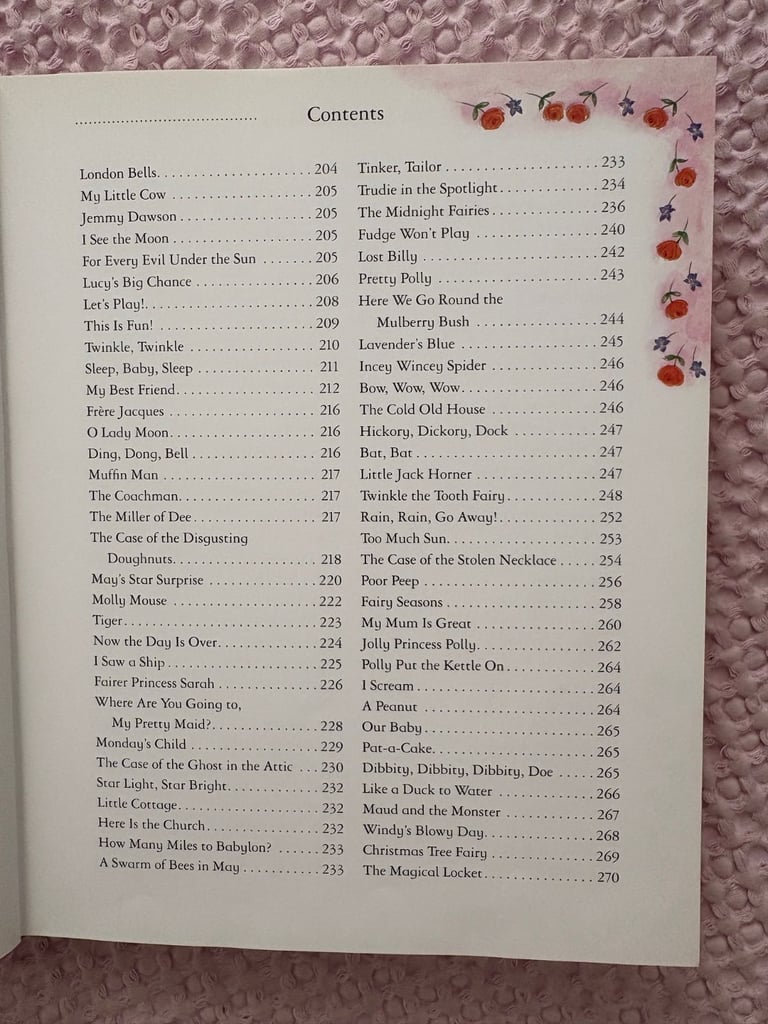 Contents
London Bells. . . . . . . . . . . . . . . . . . . . . . . 204
My Little Cow . . . . . . . . . . . . . . . . . . . . . 205
Jemmy Dawson . . . . . . . . . . . . . . . . . . . . 205
I See the Moon . . . . . . . . . . . . . . . . . . . . . 205
For Every Evil Under the Sun . . . . . . . 205
Lucy's Big Chance . . . . . . . . . . . . . . . . . 206
Let's Play!. . . . . . . . . . . . . . . . . . . . . . . . 208
This Is Fun! . . . . . . . . . . . . . . . . . . . . . . 209
Twinkle, Twinkle . . . . . . . . . . . . . . . . . . 210
Sleep, Baby, Sleep . . . . . . . . . . . . . . . . . 211
My Best Friend. . . . . . . . . . . . . . . . . . . . 212
Frère Jacques . . . . . . . . . . . . . . . . . . . . . 216
O Lady Moon. . . . . . . . . . . . . . . . . . . . . 216
Ding, Dong, Bell . . . . . . . . . . . . . . . . . . 216
Muffin Man . . . . . . . . . . . . . . . . . . . . . . 217
The Coachman. . . . . . . . . . . . . . . . . . . . 217
The Miller of Dee . . . . . . . . . . . . . . . . . . 217
The Case of the Disgusting
Doughnuts. . . . . . . . . . . . . . . . . . . . . 218
May's Star Surprise . . . . . . . . . . . . . . . . 220
Molly Mouse . . . . . . . . . . . . . . . . . . . . . 222
Tiger. . . . . . . . . . . . . . . . . . . . . . . . . . . . 223
Now the Day Is Over. . . . . . . . . . . . . . . 224
I Saw a Ship . . . . . . . . . . . . . . . . . . . . . . 225
Fairer Princess Sarah . . . . . . . . . . . . . . . 226
Where Are You Going to,
My Pretty Maid?. . . . . . . . . . . . . . . . 228
Monday's Child . . . . . . . . . . . . . . . . . . . 229
The Case of the Ghost in the Attic . . . 230
Star Light, Star Bright. . . . . . . . . . . . . . 232
Little Cottage. . . . . . . . . . . . . . . . . . . . . 232
Here Is the Church. . . . . . . . . . . . . . . . . 232
How Many Miles to Babylon? . . . . . . 233
A Swarm of Bees in May . . . . . . . . . . . 233
Tinker, Tailor . . . . . . . . . . . . . . . . . . . . . 233
Trudie in the Spotlight. . . . . . . . . . . . . . 234
The Midnight Fairies. . . . . . . . . . . . . . . 236
Fudge Won't Play . . . . . . . . . . . . . . . . . 240
Lost Billy . . . . . . . . . . . . . . . . . . . . . . . . 242
Pretty Polly . . . . . . . . . . . . . . . . . . . . . . 243
Here We Go Round the
Mulberry Bush . . . . . . . . . . . . . . . . . 244
Lavender's Blue . . . . . . . . . . . . . . . . . . . 245
Incey Wincey Spider . . . . . . . . . . . . . . . 246
Bow, Wow, Wow. . . . . . . . . . . . . . . . . . 246
The Cold Old House . . . . . . . . . . . . . . . 246
Hickory, Dickory, Dock . . . . . . . . . . . . 247
Bat, Bat . . . . . . . . . . . . . . . . . . . . . . . . . 247
Little Jack Horner . . . . . . . . . . . . . . . . . 247
Twinkle the Tooth Fairy. . . . . . . . . . . . . 248
Rain, Rain, Go Away!. . . . . . . . . . . . . . 252
Too Much Sun. . . . . . . . . . . . . . . . . . . . 253
The Case of the Stolen Necklace . . . . . 254
Poor Peep . . . . . . . . . . . . . . . . . . . . . . . . 256
Fairy Seasons . . . . . . . . . . . . . . . . . . . . . 258
My Mum Is Great . . . . . . . . . . . . . . . . . 260
Jolly Princess Polly. . . . . . . . . . . . . . . . . 262
Polly Put the Kettle On . . . . . . . . . . . . . 264
I Scream . . . . . . . . . . . . . . . . . . . . . . . . . 264
A Peanut . . . . . . . . . . . . . . . . . . . . . . . . 264
Our Baby . . . . . . . . . . . . . . . . . . . . . . . . 265
Pat-a-Cake. . . . . . . . . . . . . . . . . . . . . . . 265
Dibbity, Dibbity, Dibbity, Doe . . . . . 265
Like a Duck to Water . . . . . . . . . . . . . . 266
Maud and the Monster . . . . . . . . . . . . . 267
Windy's Blowy Day. . . . . . . . . . . . . . . . 268
Christmas Tree Fairy . . . . . . . . . . . . . . . 269
The Magical Locket. . . . . . . . . . . . . . . . 270